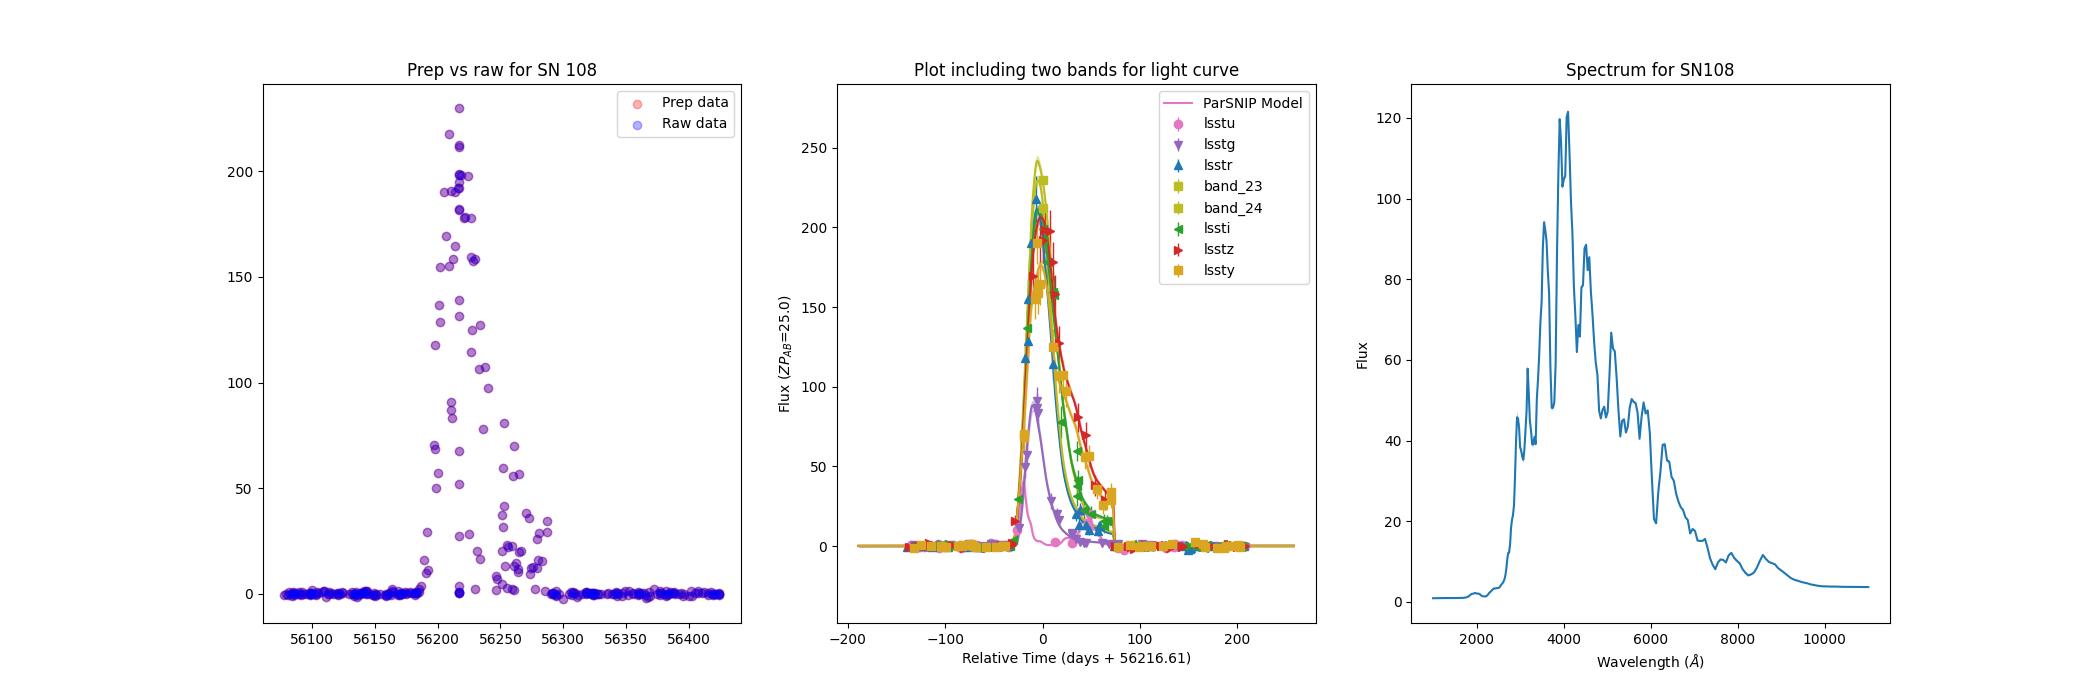 Prep vs raw for SN 108
Prep data
Raw data
200
150
100
50
0
56100 56150 56200 56250 56300 56350 56400
Plot including two bands for light curve
ParSNIP Model
lsstu
lsstg
lsstr
band_23
band_24
lssti
lsstz
lssty
Flux (ZP_AB=25.0)
250
200
150
100
50
0
−200 −100 0 100 200
Relative Time (days + 56216.61)
Spectrum for SN108
Flux
120
100
80
60
40
20
0
2000 4000 6000 8000 10000
Wavelength (Å)